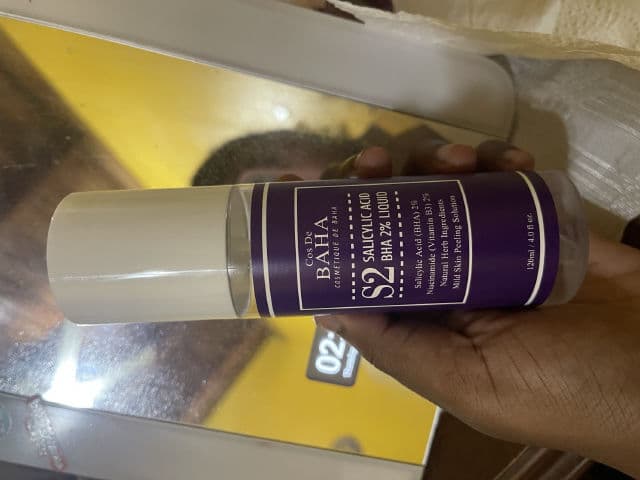 Cos De
BAHA
COSMETIQUE DE BAHA
S2
SALICYLIC ACID
BHA 2% LIQUID
Salicylic Acid (BHA) 2%
Niacinamide (Vitamin B3) 2%
Natural Herb Ingredients
Mild Skin Peeling Solution
120ml / 4.0 fl oz.
02: